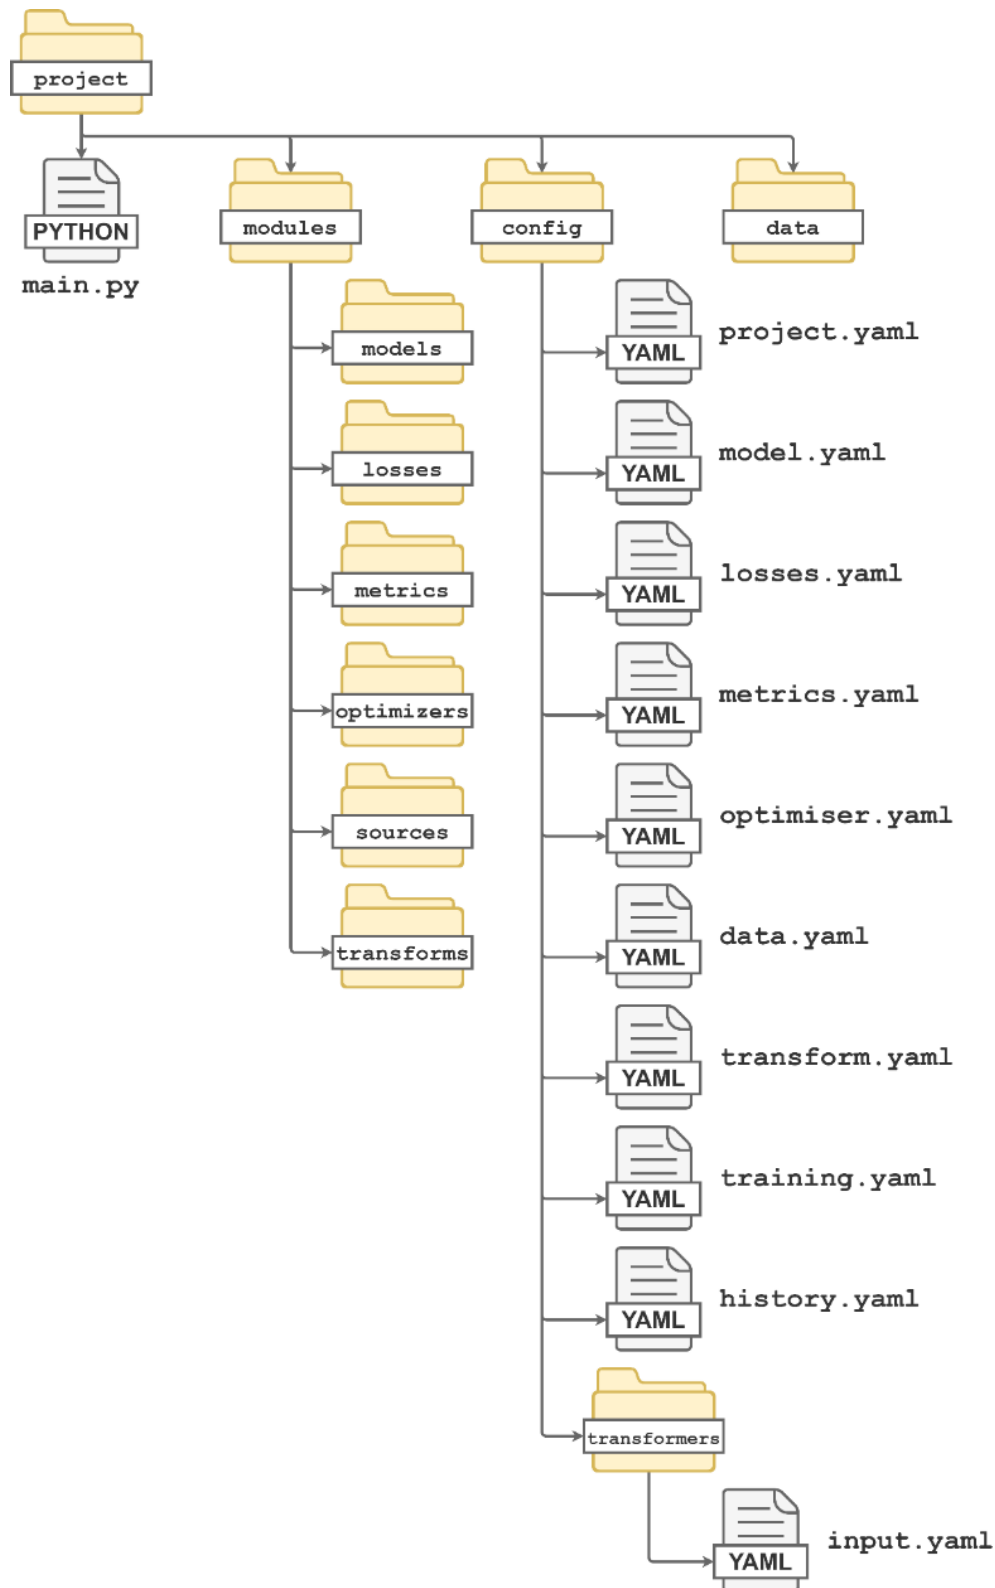 project
PYTHON
main.py
modules
config
data
models
losses
metrics
optimizers
sources
transforms
YAML
project.yaml
YAML
model.yaml
YAML
losses.yaml
YAML
metrics.yaml
YAML
optimiser.yaml
YAML
data.yaml
YAML
transform.yaml
YAML
training.yaml
YAML
history.yaml
transformers
YAML
input.yaml